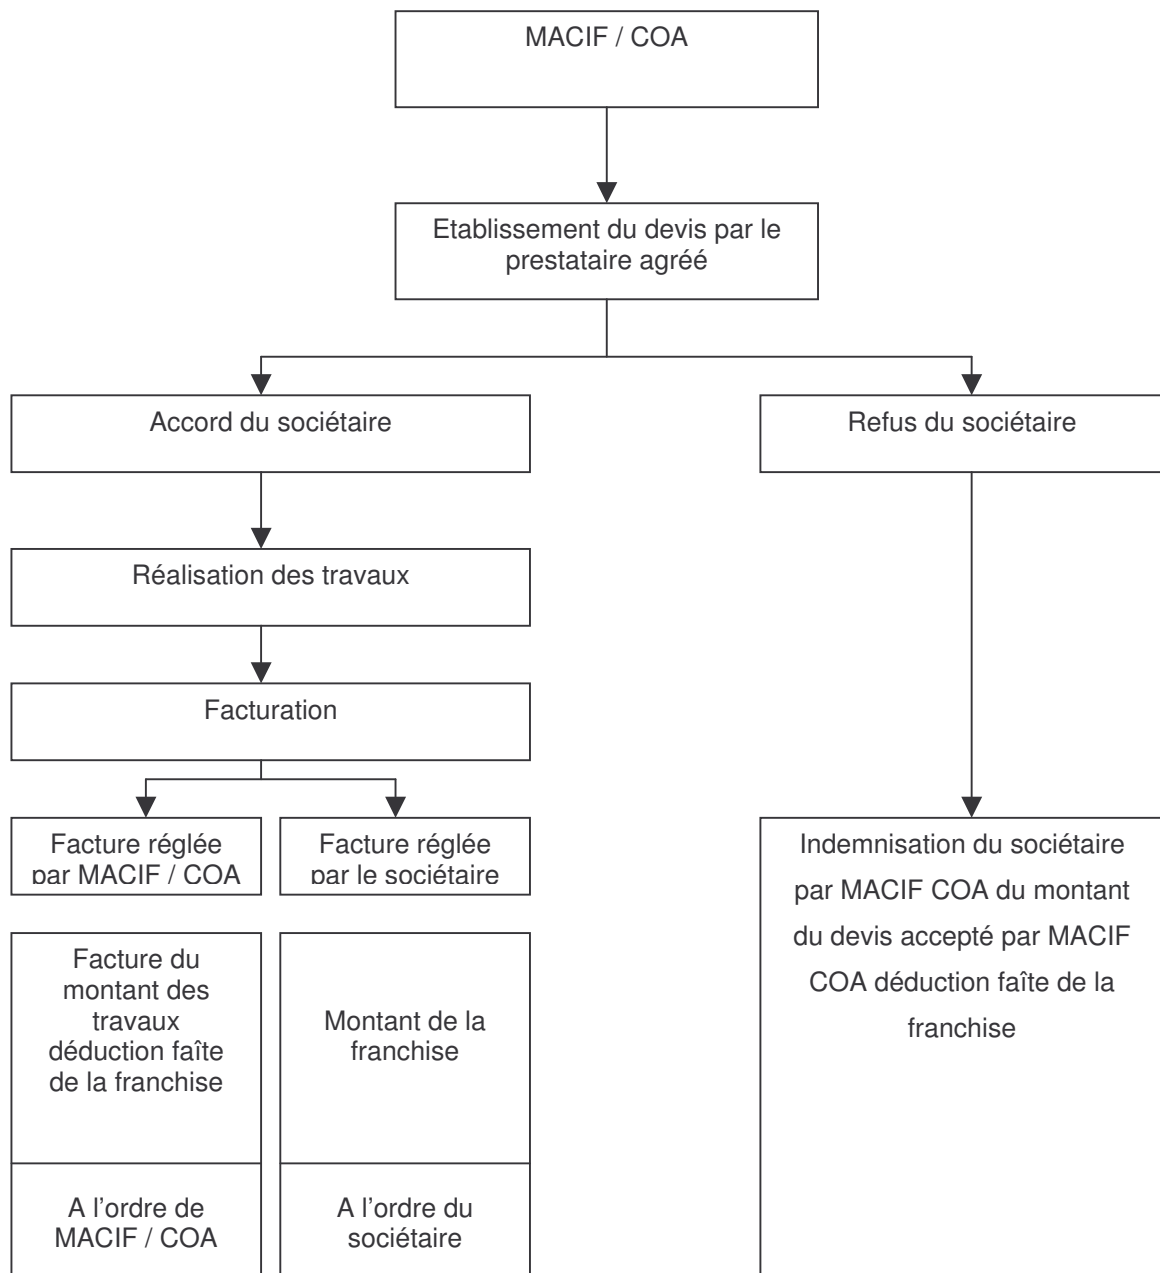 MACIF / COA
Etablissement du devis par le
prestataire agréé
Accord du sociétaire
Refus du sociétaire
Réalisation des travaux
Facturation
Facture réglée
par MACIF / COA
Facture réglée
par le sociétaire
Indemnisation du sociétaire
par MACIF COA du montant
du devis accepté par MACIF
COA déduction faîte de la
franchise
Facture du
montant des
travaux
déduction faîte
de la franchise
Montant de la
franchise
A l'ordre de
MACIF / COA
A l'ordre du
sociétaire